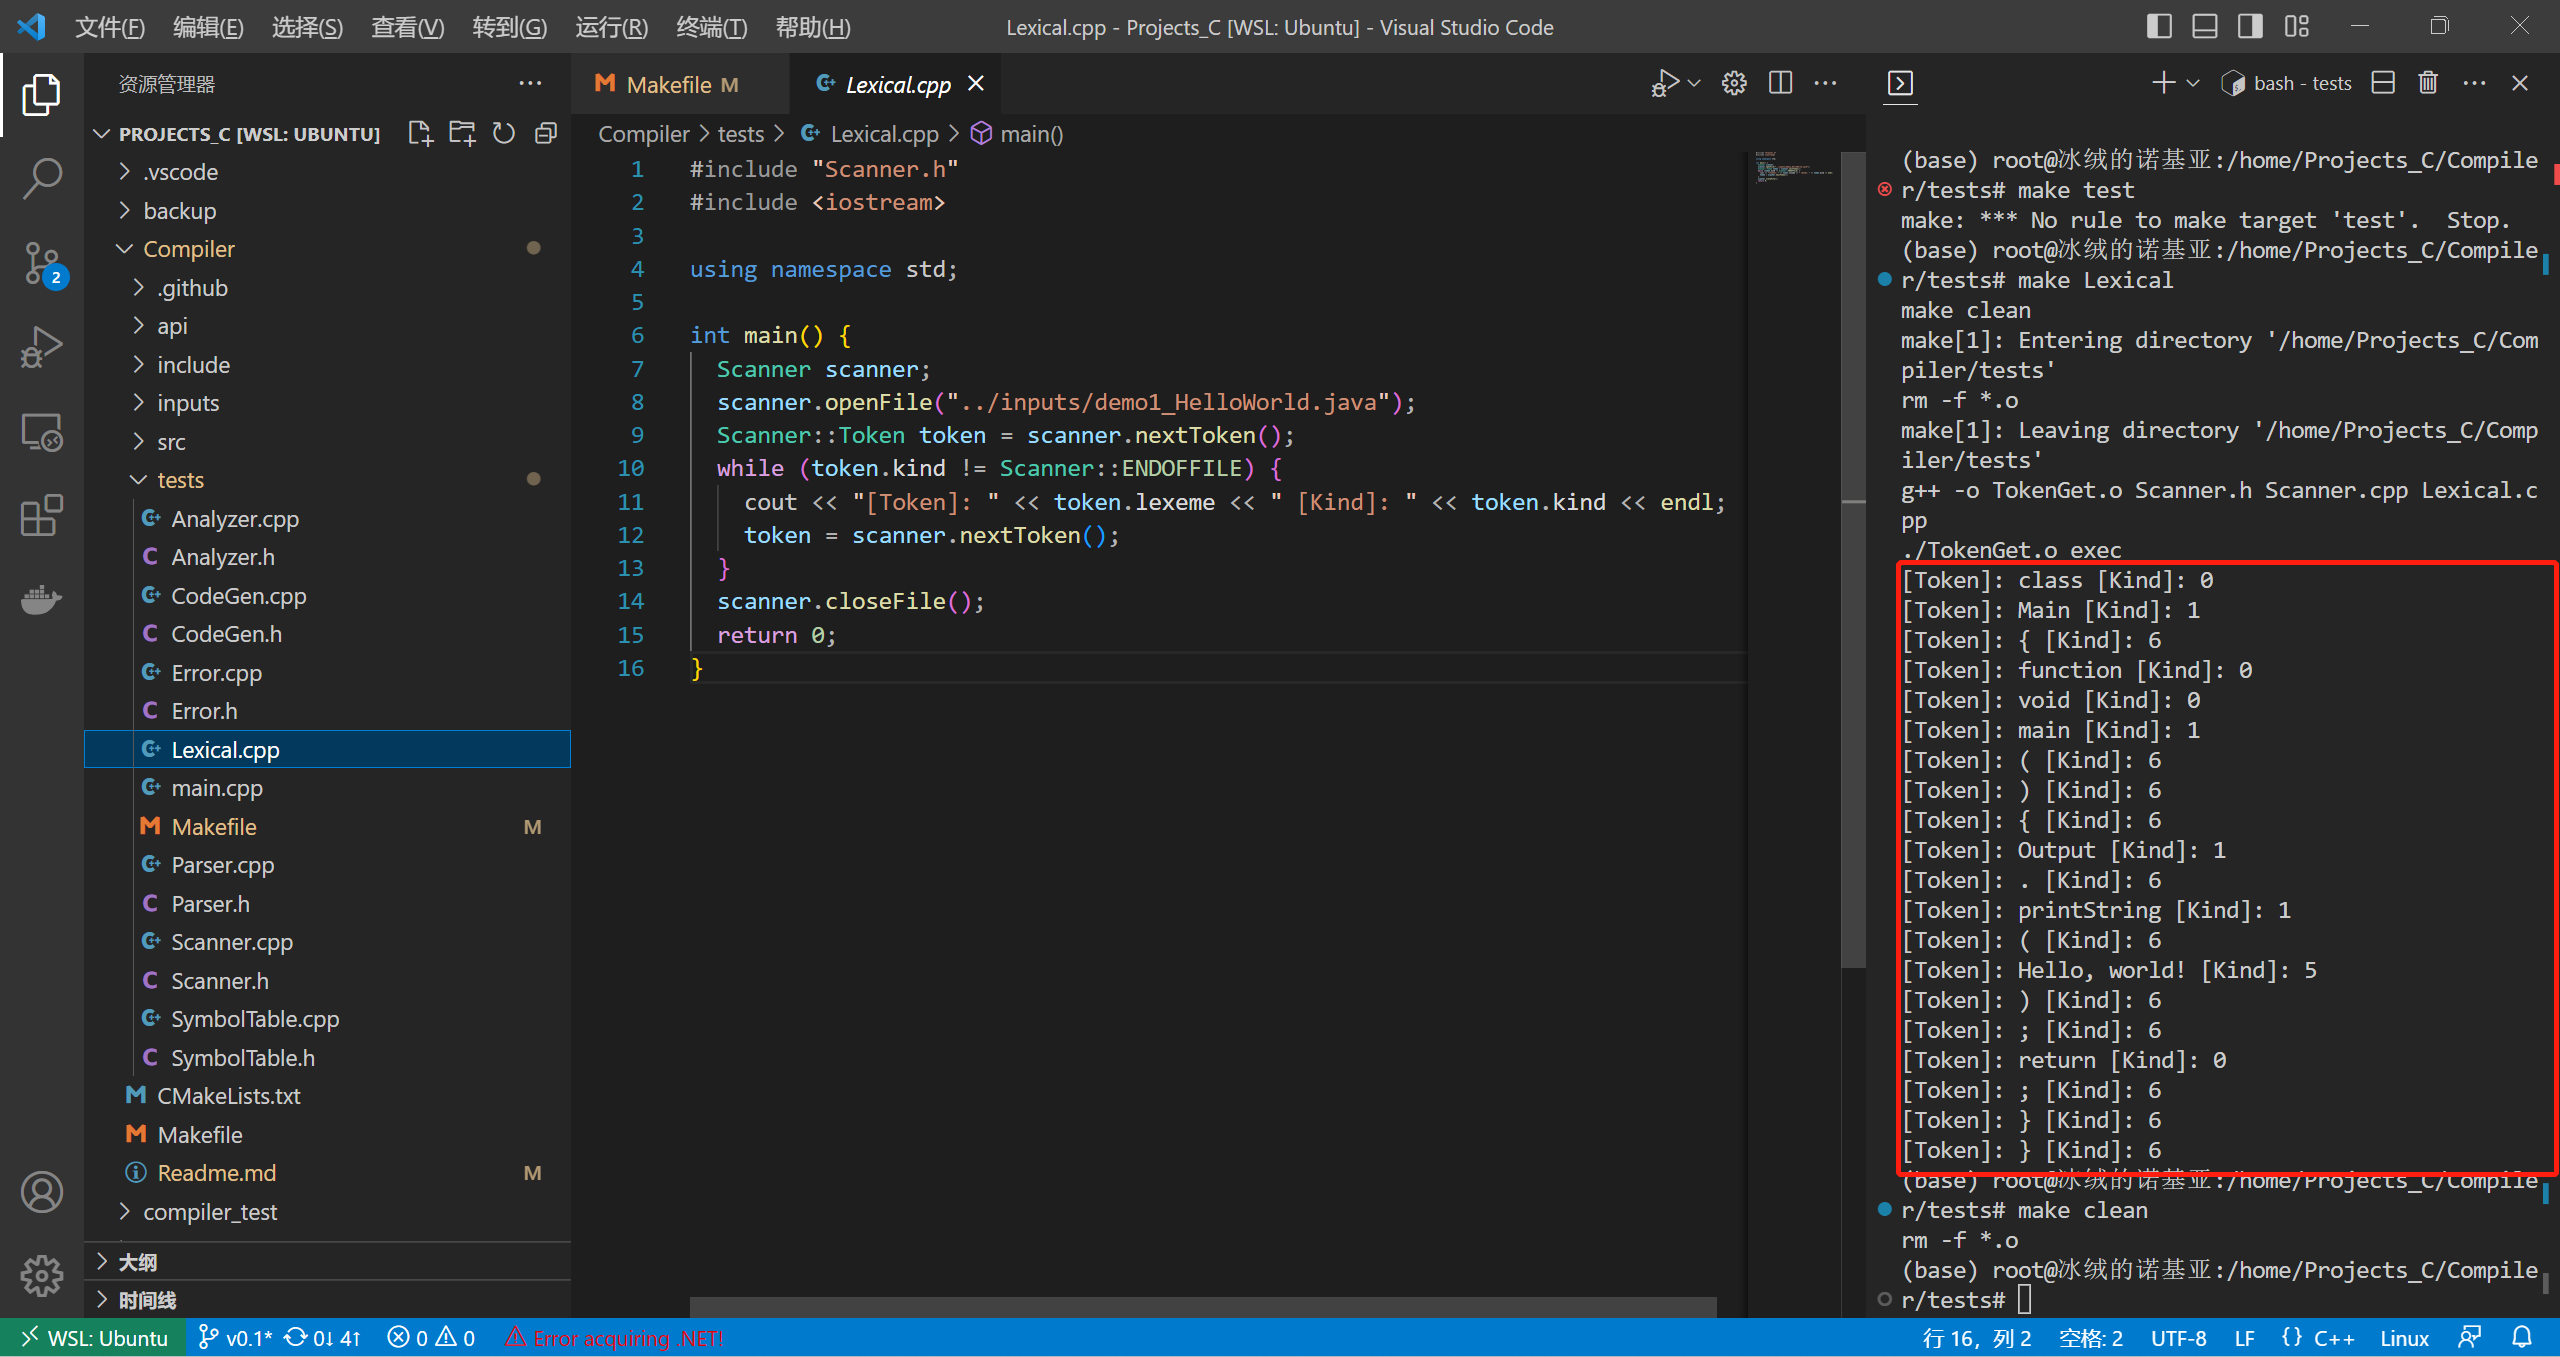 文件(F) 编辑(E) 选择(S) 查看(V) 转到(G) 运行(R) 终端(T) 帮助(H)
Lexical.cpp - Projects_C [WSL: Ubuntu] - Visual Studio Code
资源管理器
PROJECTS_C [WSL: UBUNTU]
.vscode
backup
Compiler
.github
api
include
inputs
src
tests
Analyzer.cpp
Analyzer.h
CodeGen.cpp
CodeGen.h
Error.cpp
Error.h
Lexical.cpp
main.cpp
Makefile M
Parser.cpp
Parser.h
Scanner.cpp
Scanner.h
SymbolTable.cpp
SymbolTable.h
CMakeLists.txt
Makefile
Readme.md M
compiler_test
大纲
时间线
2
Makefile M
Lexical.cpp
Compiler > tests > Lexical.cpp > main()
1 #include "Scanner.h"
2 #include <iostream>
3
4 using namespace std;
5
6 int main() {
7 Scanner scanner;
8 scanner.openFile("../inputs/demo1_HelloWorld.java");
9 Scanner::Token token = scanner.nextToken();
10 while (token.kind != Scanner::ENDOFFILE) {
11 cout << "[Token]: " << token.lexeme << " [Kind]: " << token.kind << endl;
12 token = scanner.nextToken();
13 }
14 scanner.closeFile();
15 return 0;
16 }
bash - tests
(base) root@冰绒的诺基亚:/home/Projects_C/Compile
r/tests# make test
make: *** No rule to make target 'test'.  Stop.
(base) root@冰绒的诺基亚:/home/Projects_C/Compile
r/tests# make Lexical
make clean
make[1]: Entering directory '/home/Projects_C/Com
piler/tests'
rm -f *.o
make[1]: Leaving directory '/home/Projects_C/Comp
iler/tests'
g++ -o TokenGet.o Scanner.h Scanner.cpp Lexical.c
pp
./TokenGet.o exec
[Token]: class [Kind]: 0
[Token]: Main [Kind]: 1
[Token]: { [Kind]: 6
[Token]: function [Kind]: 0
[Token]: void [Kind]: 0
[Token]: main [Kind]: 1
[Token]: ( [Kind]: 6
[Token]: ) [Kind]: 6
[Token]: { [Kind]: 6
[Token]: Output [Kind]: 1
[Token]: . [Kind]: 6
[Token]: printString [Kind]: 1
[Token]: ( [Kind]: 6
[Token]: Hello, world! [Kind]: 5
[Token]: ) [Kind]: 6
[Token]: ; [Kind]: 6
[Token]: return [Kind]: 0
[Token]: ; [Kind]: 6
[Token]: } [Kind]: 6
[Token]: } [Kind]: 6
(base) root@冰绒的诺基亚:/home/Projects_C/Compile
r/tests# make clean
rm -f *.o
(base) root@冰绒的诺基亚:/home/Projects_C/Compile
r/tests#
WSL: Ubuntu v0.1* 0↓ 4↑ 0 0 Error acquiring .NET!
行 16，列 2 空格: 2 UTF-8 LF {} C++ Linux